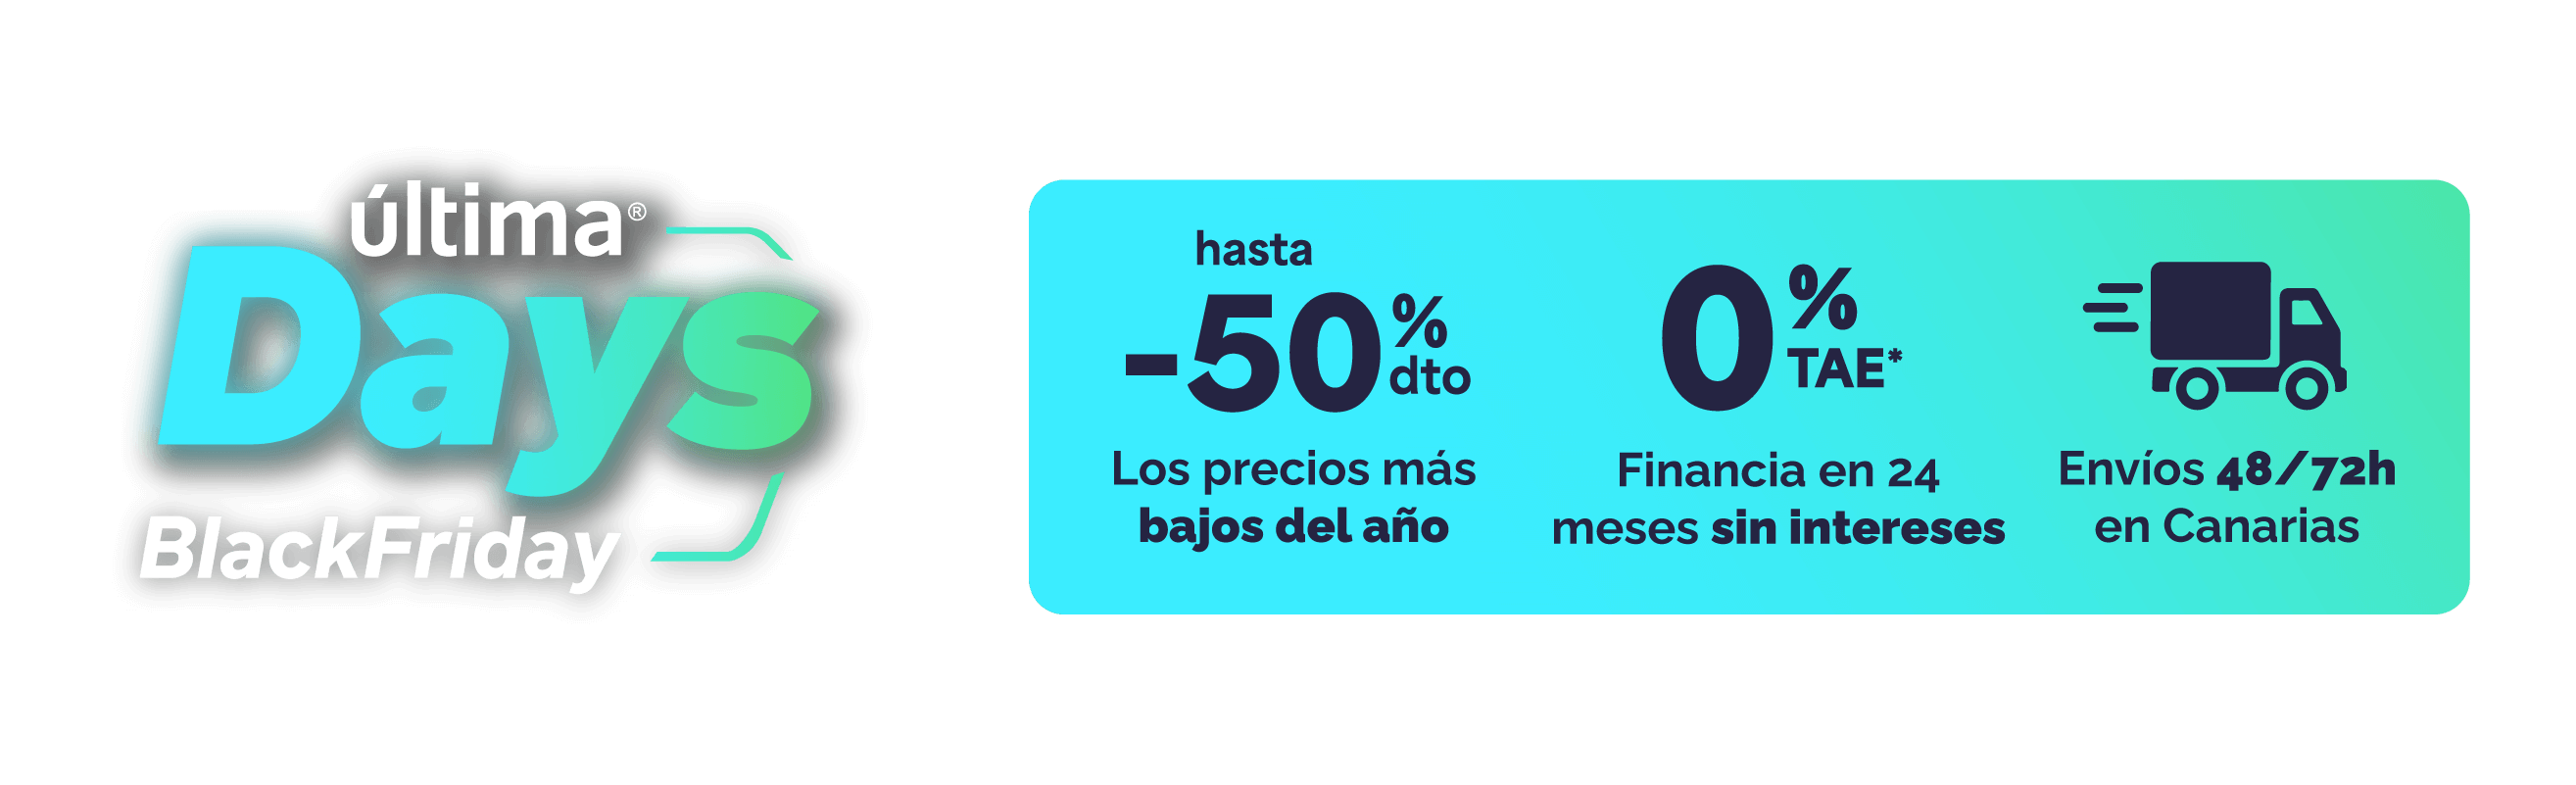 última®
Days
BlackFriday
hasta
-50% dto
Los precios más
bajos del año
0% TAE*
Financia en 24
meses sin intereses
Envíos 48/72h
en Canarias